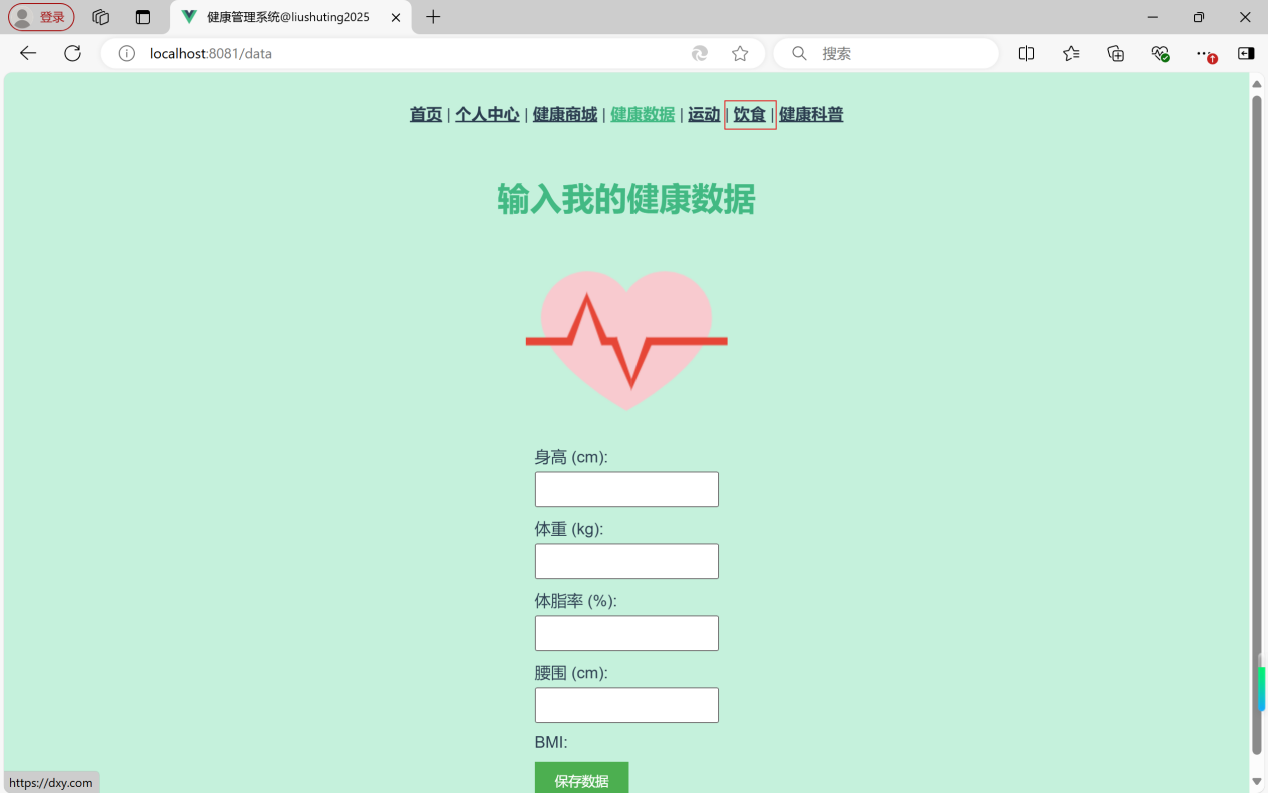 登录
健康管理系统@liushuting2025
localhost:8081/data
搜索
首页 | 个人中心 | 健康商城 | 健康数据 | 运动 | 饮食 | 健康科普
输入我的健康数据
身高 (cm):
体重 (kg):
体脂率 (%):
腰围 (cm):
BMI:
保存数据
https://dxy.com